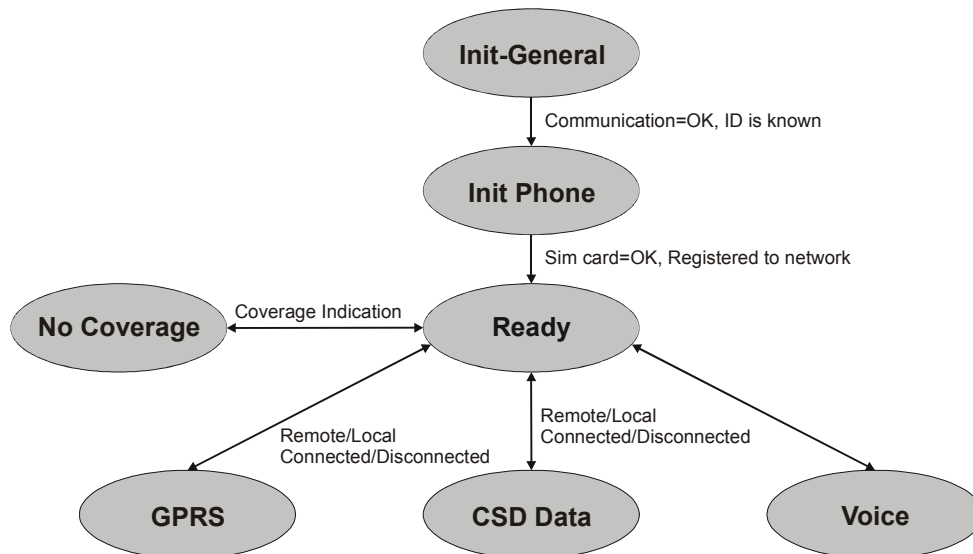 Init-General
Communication=OK, ID is known
Init Phone
Sim card=OK, Registered to network
No Coverage
Coverage Indication
Ready
Remote/Local
Connected/Disconnected
Remote/Local
Connected/Disconnected
GPRS
CSD Data
Voice